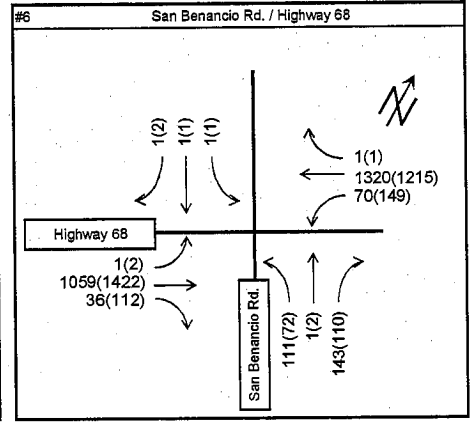 #6 San Benancio Rd. / Highway 68
N
1(2) 1(1) 1(1)
1(1)
1320(1215)
70(149)
Highway 68
1(2)
1059(1422)
36(112)
San Benancio Rd.
111(72) 1(2) 143(110)